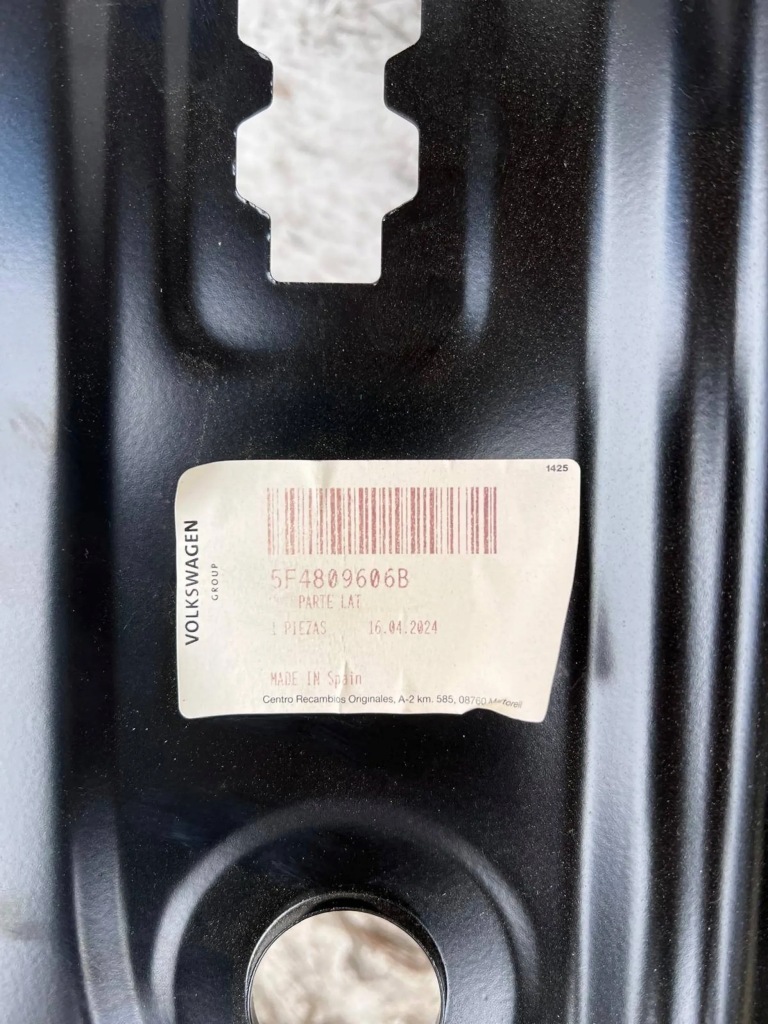 1425
VOLKSWAGEN
GROUP
5F4809606B
PARTE LAT
1 PIEZAS 16.04.2024
MADE IN Spain
Centro Recambios Originales, A-2 km. 585, 08760 Martorell